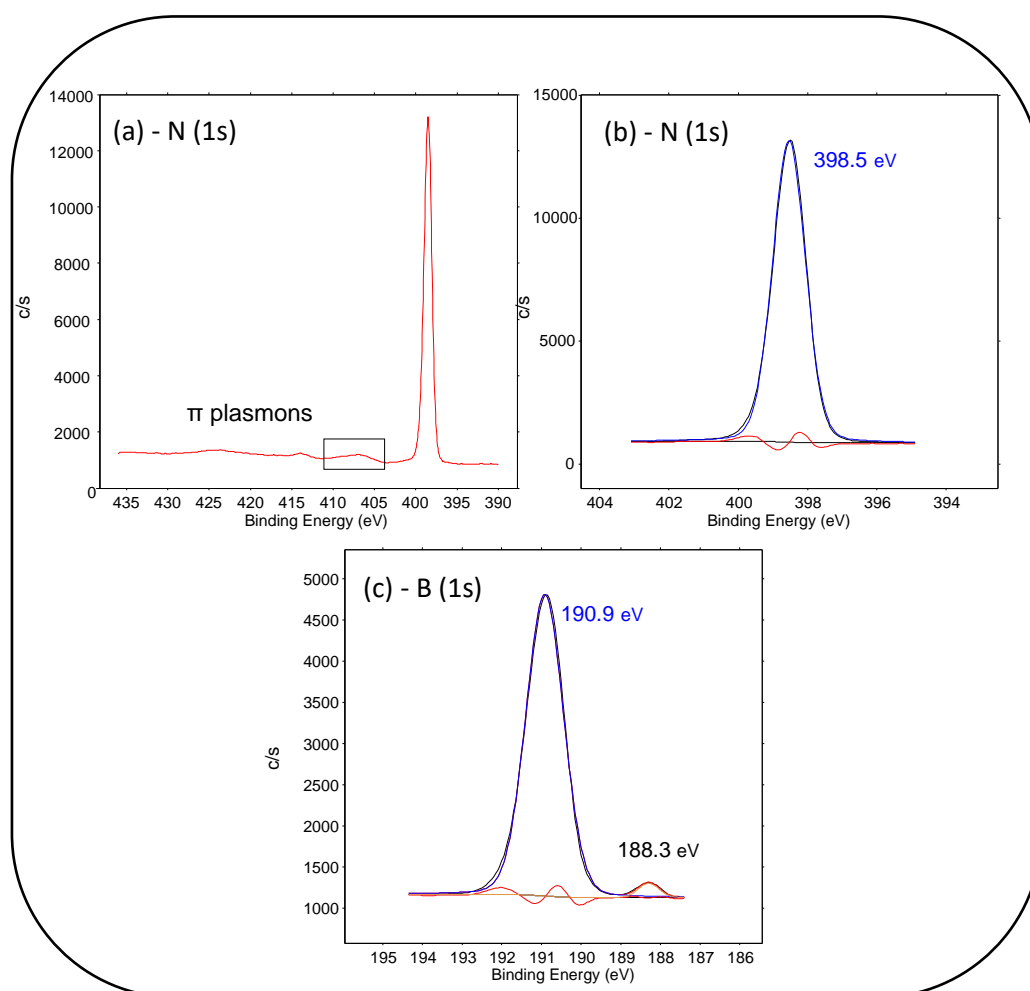 (a) - N (1s)
14000
12000
10000
8000
6000
4000
2000
0
c/s
π plasmons
435 430 425 420 415 410 405 400 395 390
Binding Energy (eV)
(b) - N (1s)
398.5 eV
15000
10000
5000
0
c/s
404 402 400 398 396 394
Binding Energy (eV)
(c) - B (1s)
190.9 eV
188.3 eV
5000
4500
4000
3500
3000
2500
2000
1500
1000
c/s
195 194 193 192 191 190 189 188 187 186
Binding Energy (eV)